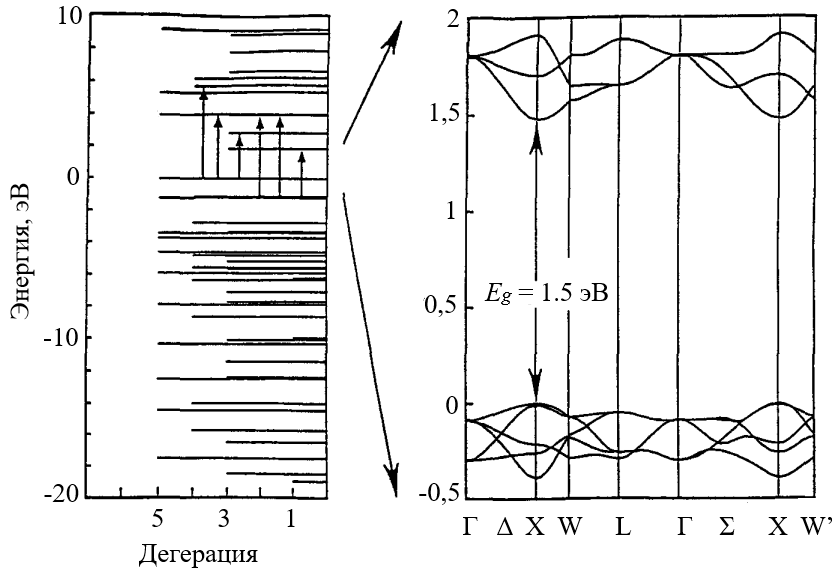 10
0
-10
-20
Энергия, эВ
5 3 1
Дегерация
2
1,5
1
0,5
0
-0,5
Eg = 1.5 эВ
Γ Δ X W L Γ Σ X W’